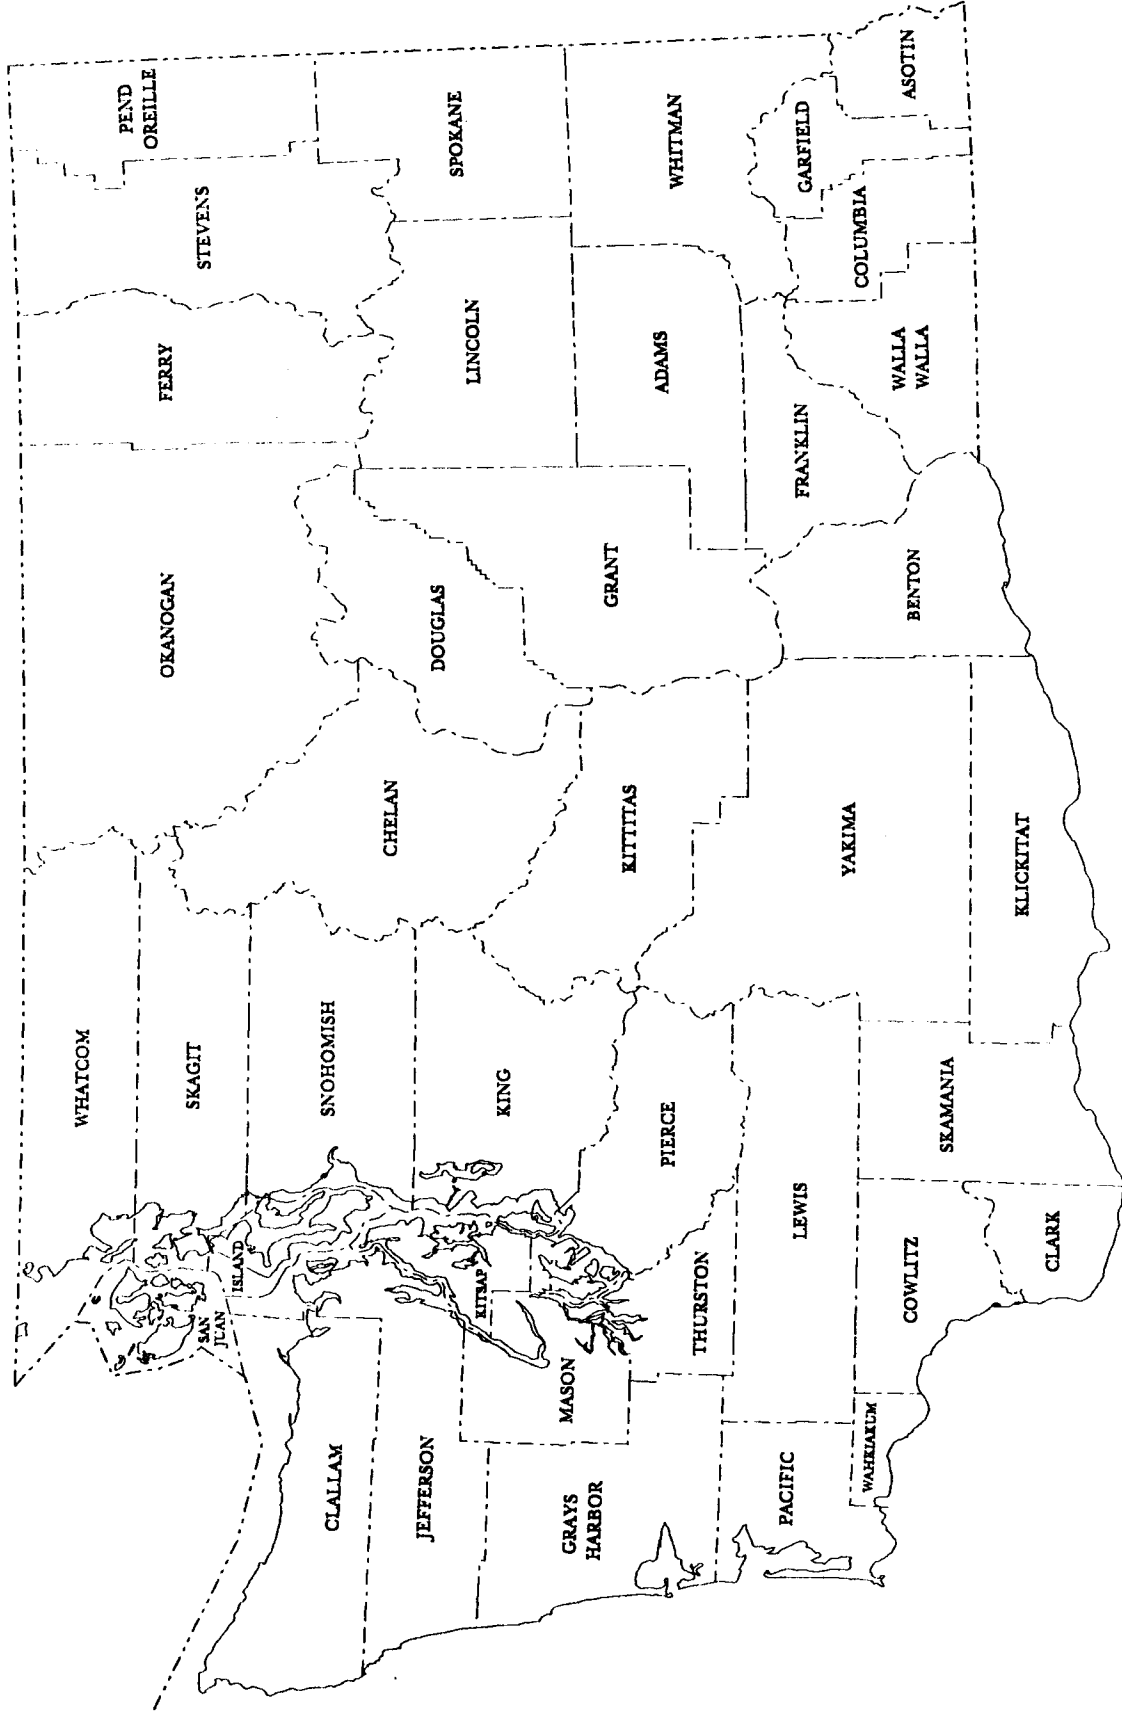 WHATCOM
SKAGIT
SAN
JUAN
ISLAND
SNOHOMISH
CLALLAM
JEFFERSON
KITSAP
KING
MASON
GRAYS
HARBOR
PIERCE
THURSTON
PACIFIC
LEWIS
WAHKIAKUM
COWLITZ
CLARK
SKAMANIA
OKANOGAN
CHELAN
DOUGLAS
KITTITAS
GRANT
YAKIMA
KLICKITAT
BENTON
FERRY
STEVENS
PEND
OREILLE
LINCOLN
SPOKANE
ADAMS
WHITMAN
FRANKLIN
WALLA
WALLA
COLUMBIA
GARFIELD
ASOTIN